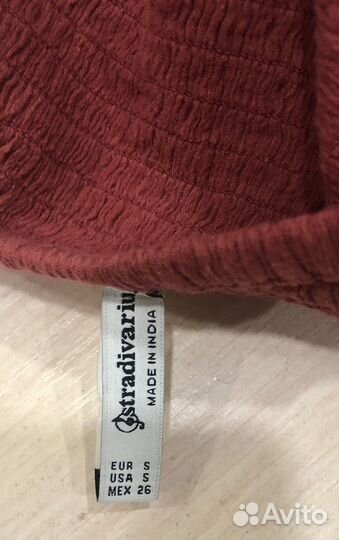 stradivarius
MADE IN INDIA
EUR S
USA S
MEX 26
Avito